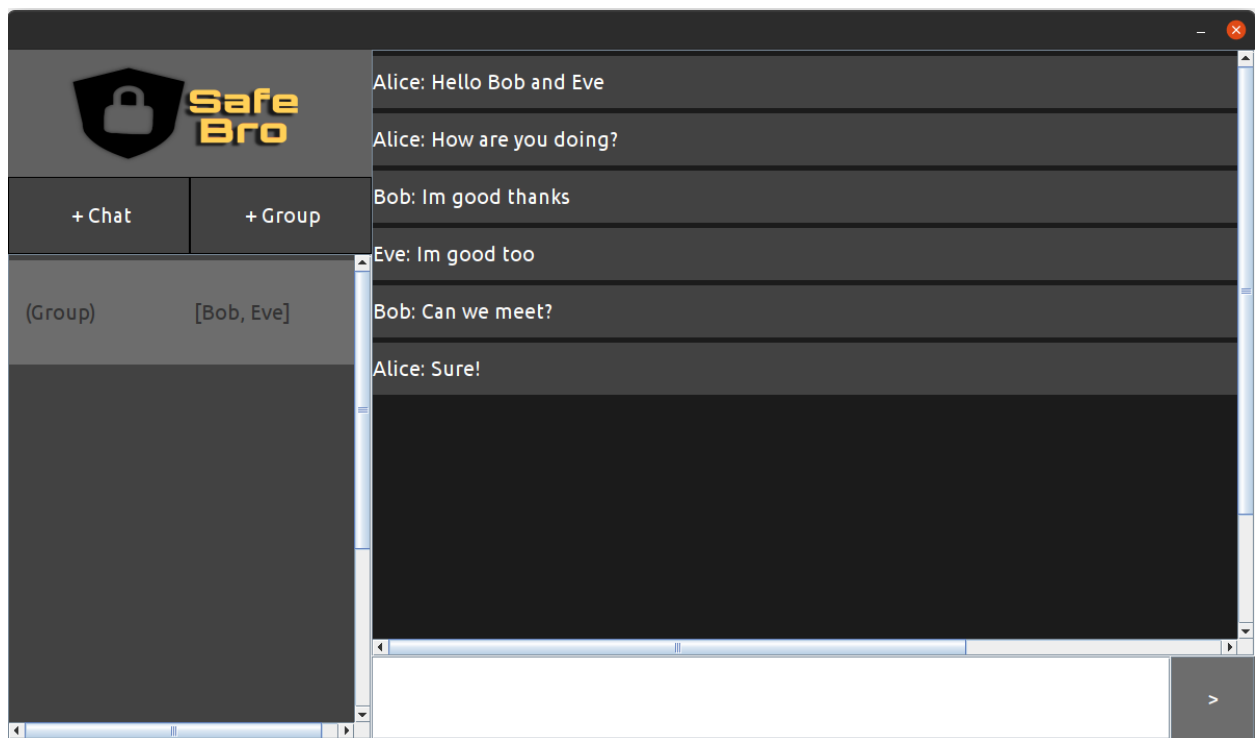 Safe
Bro
+ Chat
+ Group
(Group) [Bob, Eve]
Alice: Hello Bob and Eve
Alice: How are you doing?
Bob: Im good thanks
Eve: Im good too
Bob: Can we meet?
Alice: Sure!
>